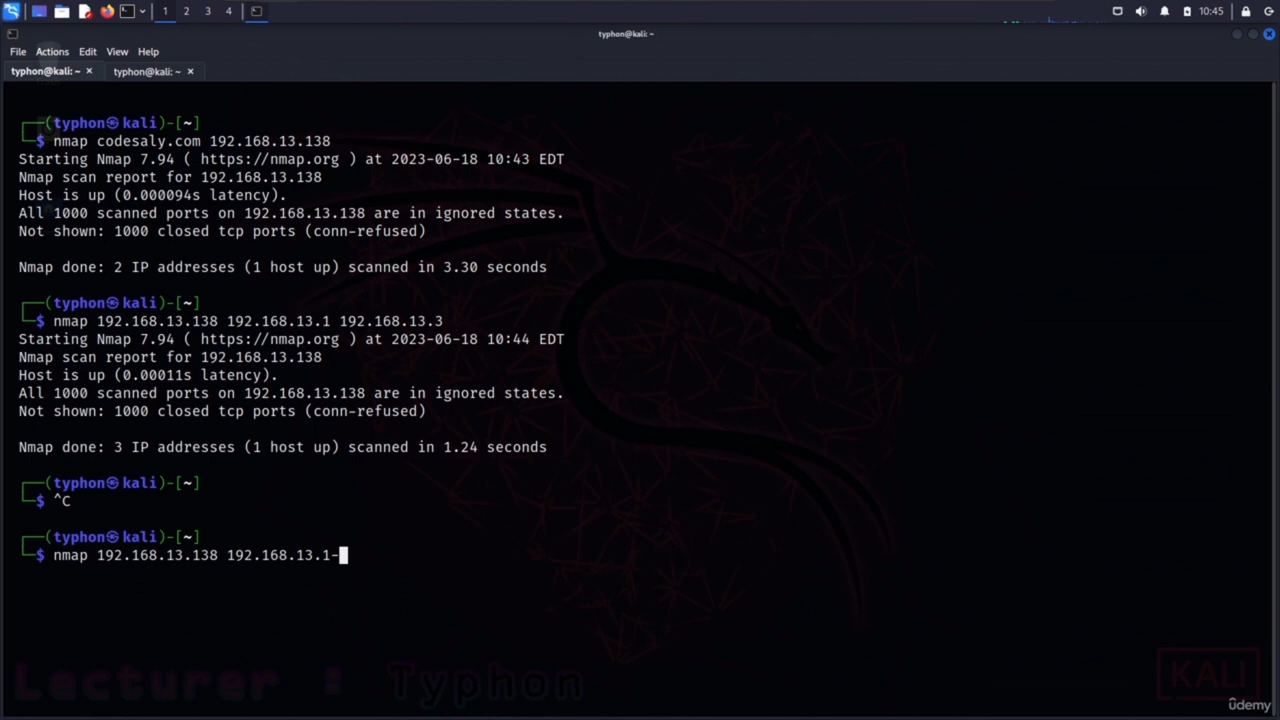 1 2 3 4 10:45
typhon@kali: ~
File Actions Edit View Help
typhon@kali: ~ × typhon@kali: ~ ×
┌──(typhon㉿kali)-[~]
└─$ nmap codesaly.com 192.168.13.138
Starting Nmap 7.94 ( https://nmap.org ) at 2023-06-18 10:43 EDT
Nmap scan report for 192.168.13.138
Host is up (0.000094s latency).
All 1000 scanned ports on 192.168.13.138 are in ignored states.
Not shown: 1000 closed tcp ports (conn-refused)
Nmap done: 2 IP addresses (1 host up) scanned in 3.30 seconds
┌──(typhon㉿kali)-[~]
└─$ nmap 192.168.13.138 192.168.13.1 192.168.13.3
Starting Nmap 7.94 ( https://nmap.org ) at 2023-06-18 10:44 EDT
Nmap scan report for 192.168.13.138
Host is up (0.00011s latency).
All 1000 scanned ports on 192.168.13.138 are in ignored states.
Not shown: 1000 closed tcp ports (conn-refused)
Nmap done: 3 IP addresses (1 host up) scanned in 1.24 seconds
┌──(typhon㉿kali)-[~]
└─$ ^C
┌──(typhon㉿kali)-[~]
└─$ nmap 192.168.13.138 192.168.13.1-
Lecturer : Typhon
KALI
ûdemy